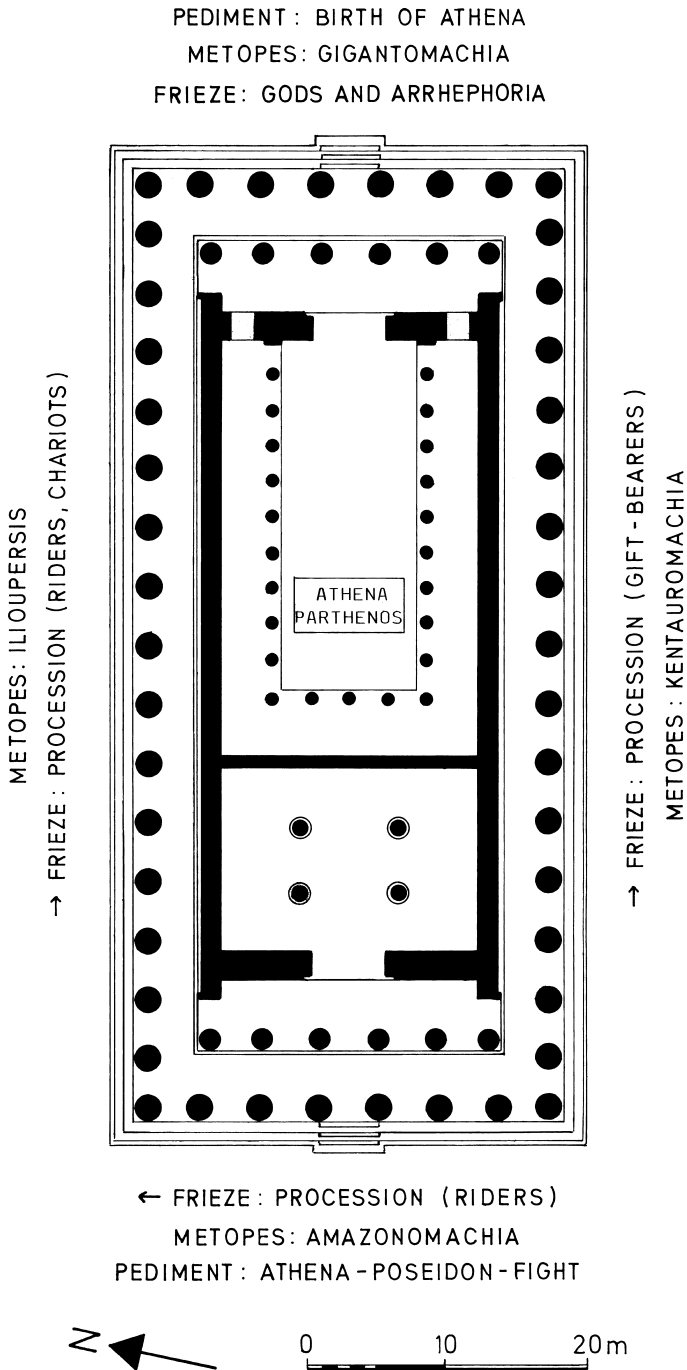 PEDIMENT: BIRTH OF ATHENA
METOPES: GIGANTOMACHIA
FRIEZE: GODS AND ARRHEPHORIA
METOPES: ILIOUPERSIS
→ FRIEZE: PROCESSION (RIDERS, CHARIOTS)
ATHENA
PARTHENOS
→ FRIEZE: PROCESSION (GIFT-BEARERS)
METOPES: KENTAUROMACHIA
← FRIEZE: PROCESSION (RIDERS)
METOPES: AMAZONOMACHIA
PEDIMENT: ATHENA-POSEIDON-FIGHT
N
0 10 20m